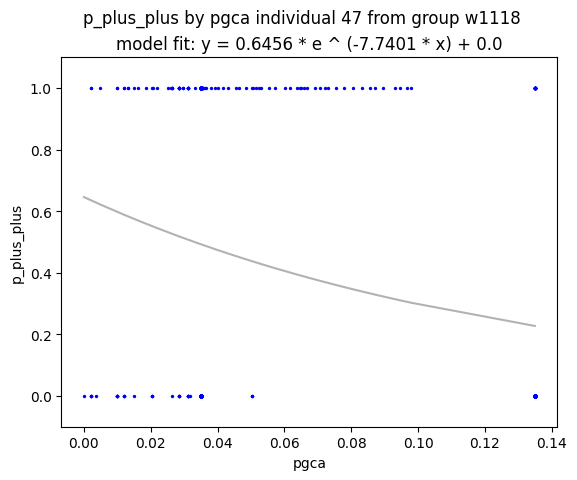 p_plus_plus by pgca individual 47 from group w1118
model fit: y = 0.6456 * e ^ (-7.7401 * x) + 0.0
1.0
0.8
0.6
0.4
0.2
0.0
p_plus_plus
0.00 0.02 0.04 0.06 0.08 0.10 0.12 0.14
pgca